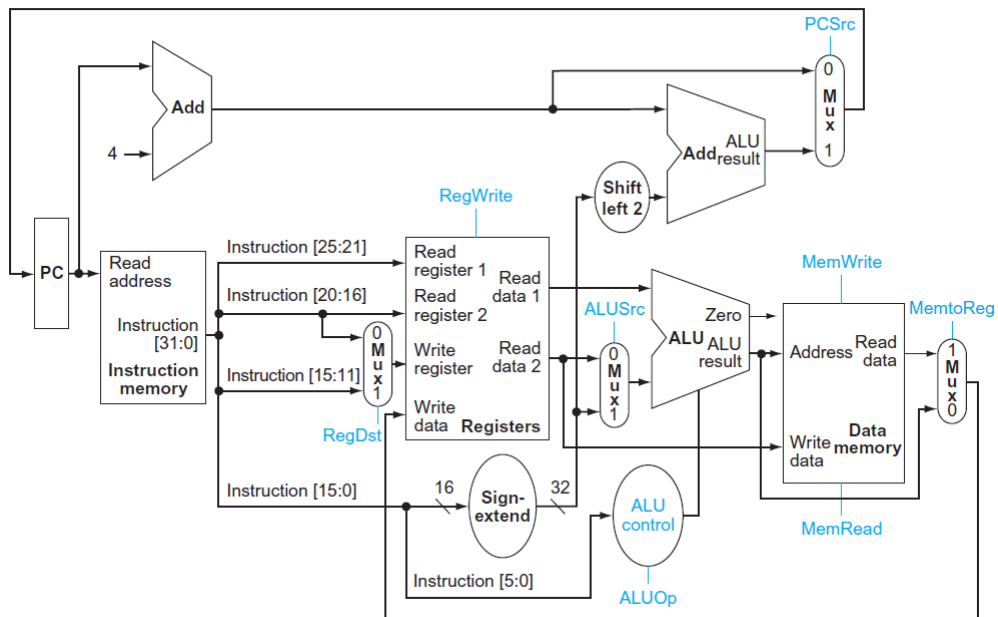 PCSrc
0
M
u
x
1
Add
4
Add
ALU
result
Shift
left 2
RegWrite
PC
Read
address
Instruction
[31:0]
Instruction
memory
Instruction [25:21]
Instruction [20:16]
Instruction [15:11]
Instruction [15:0]
0
M
u
x
1
RegDst
Read
register 1
Read
register 2
Write
register
Write
data
Read
data 1
Read
data 2
Registers
ALUSrc
0
M
u
x
1
Zero
ALU
ALU
result
MemWrite
Address
Read
data
Write
data
Data
memory
MemRead
MemtoReg
1
M
u
x
0
16
Sign-
extend
32
ALU
control
Instruction [5:0]
ALUOp